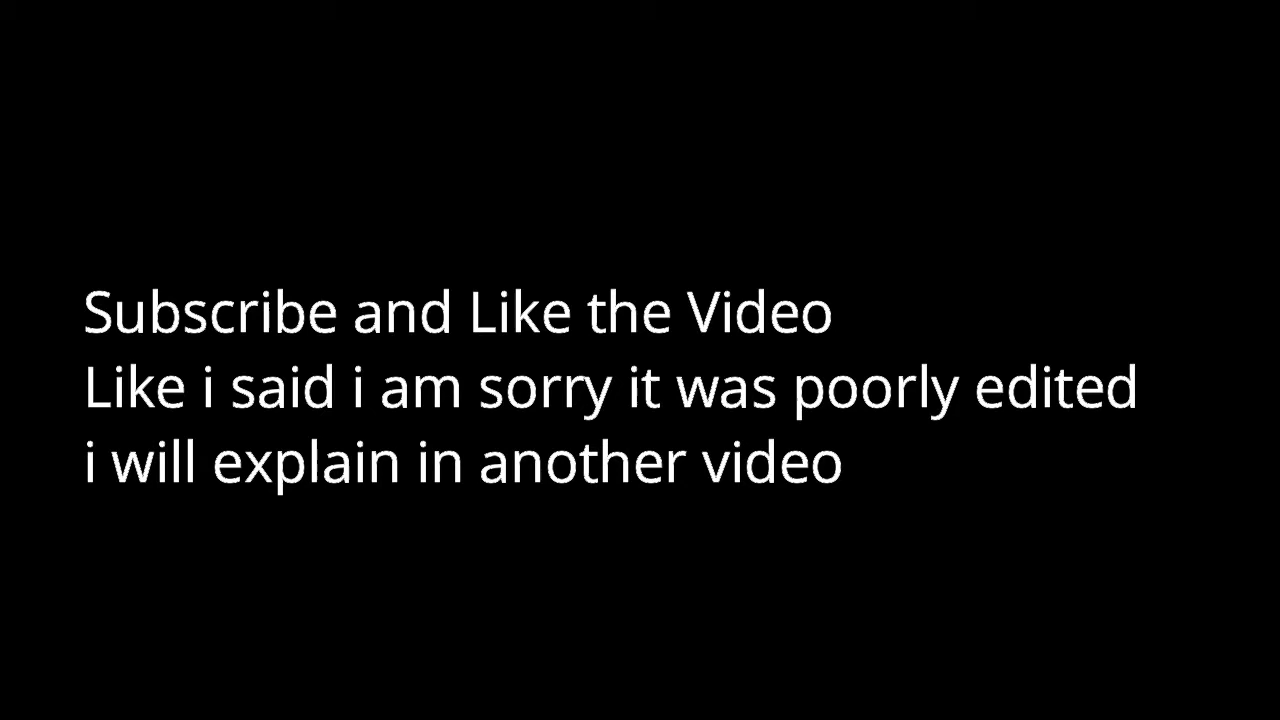 Subscribe and Like the Video
Like i said i am sorry it was poorly edited
i will explain in another video